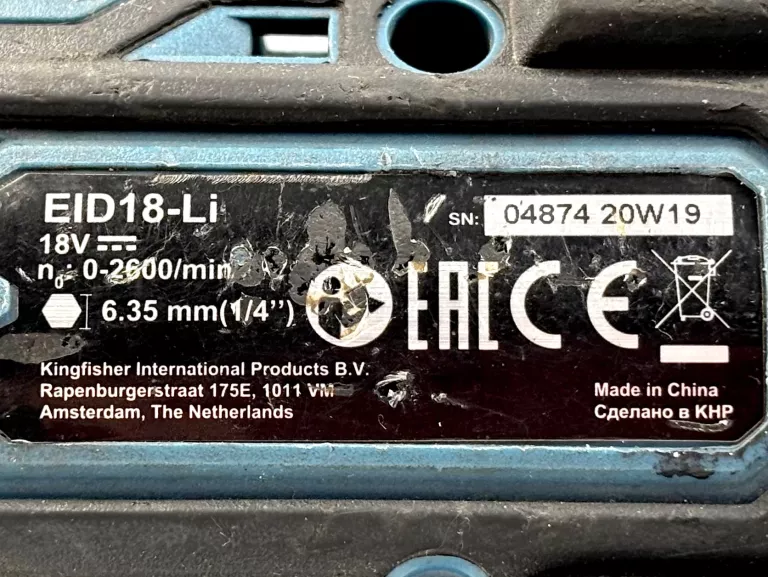 EID18-Li
SN: 04874 20W19
18V
n₀: 0-2600/min
6.35 mm(1/4”)
EAC CE
Kingfisher International Products B.V.
Rapenburgerstraat 175E, 1011 VM
Amsterdam, The Netherlands
Made in China
Сделано в КНР